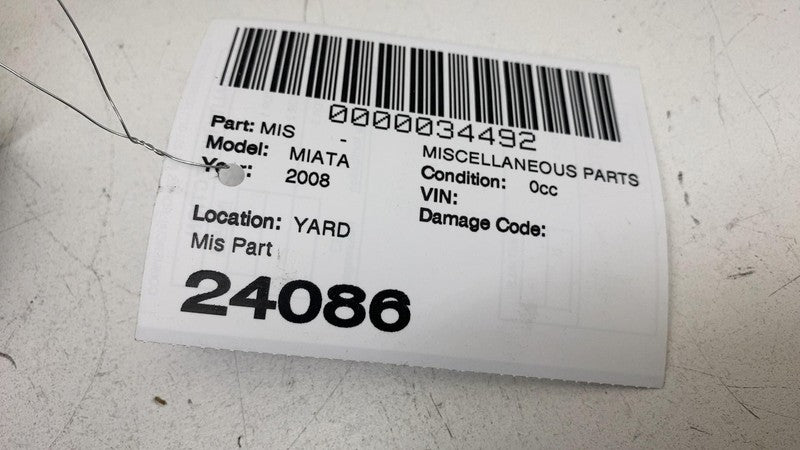 0000034492
Part: MIS -
MISCELLANEOUS PARTS
Model: MIATA
Condition: 0cc
Year: 2008
VIN:
Damage Code:
Location: YARD
Mis Part
24086